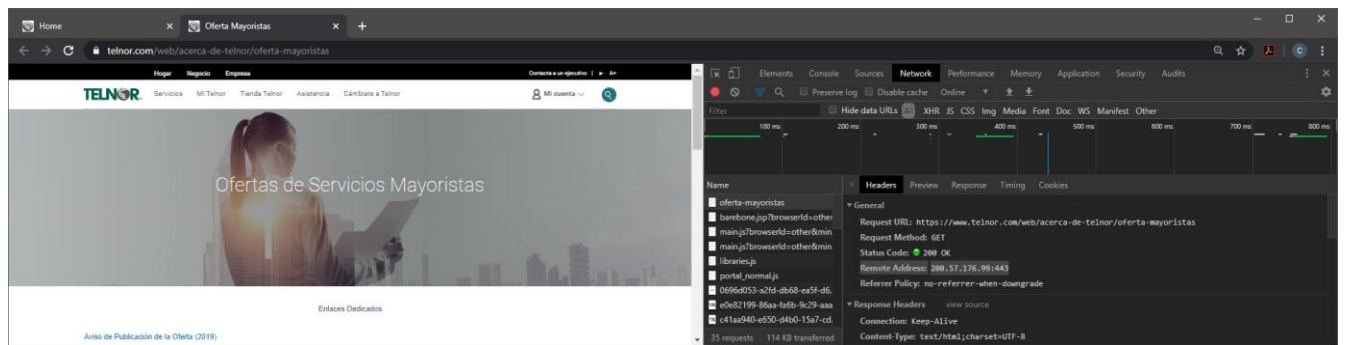 Home × Oferta Mayoristas × +
telnor.com/web/acerca-de-telnor/oferta-mayoristas
Hogar Negocio Empresa Contacta a un ejecutivo | a- A+
TELNOR Servicios Mi Telnor Tienda Telnor Asistencia Cámbiate a Telnor Mi cuenta
Ofertas de Servicios Mayoristas
Enlaces Dedicados
Aviso de Publicación de la Oferta (2019)
Elements Console Sources Network Performance Memory Application Security Audits
Preserve log Disable cache Online
Filter Hide data URLs All XHR JS CSS Img Media Font Doc WS Manifest Other
100 ms 200 ms 300 ms 400 ms 500 ms 600 ms 700 ms 800 ms
Name × Headers Preview Response Timing Cookies
oferta-mayoristas
barebone.jsp?browserId=other
main.js?browserId=other&min
main.js?browserId=other&min
libraries.js
portal_normal.js
0696d053-a2fd-db68-ea5f-d6.
e0e82199-86aa-fa6b-9c29-aaa
c41aa940-e650-d4b0-15a7-cd.
35 requests 114 KB transferred
General
Request URL: https://www.telnor.com/web/acerca-de-telnor/oferta-mayoristas
Request Method: GET
Status Code: 200 OK
Remote Address: 200.57.176.99:443
Referrer Policy: no-referrer-when-downgrade
Response Headers view source
Connection: Keep-Alive
Content-Type: text/html;charset=UTF-8